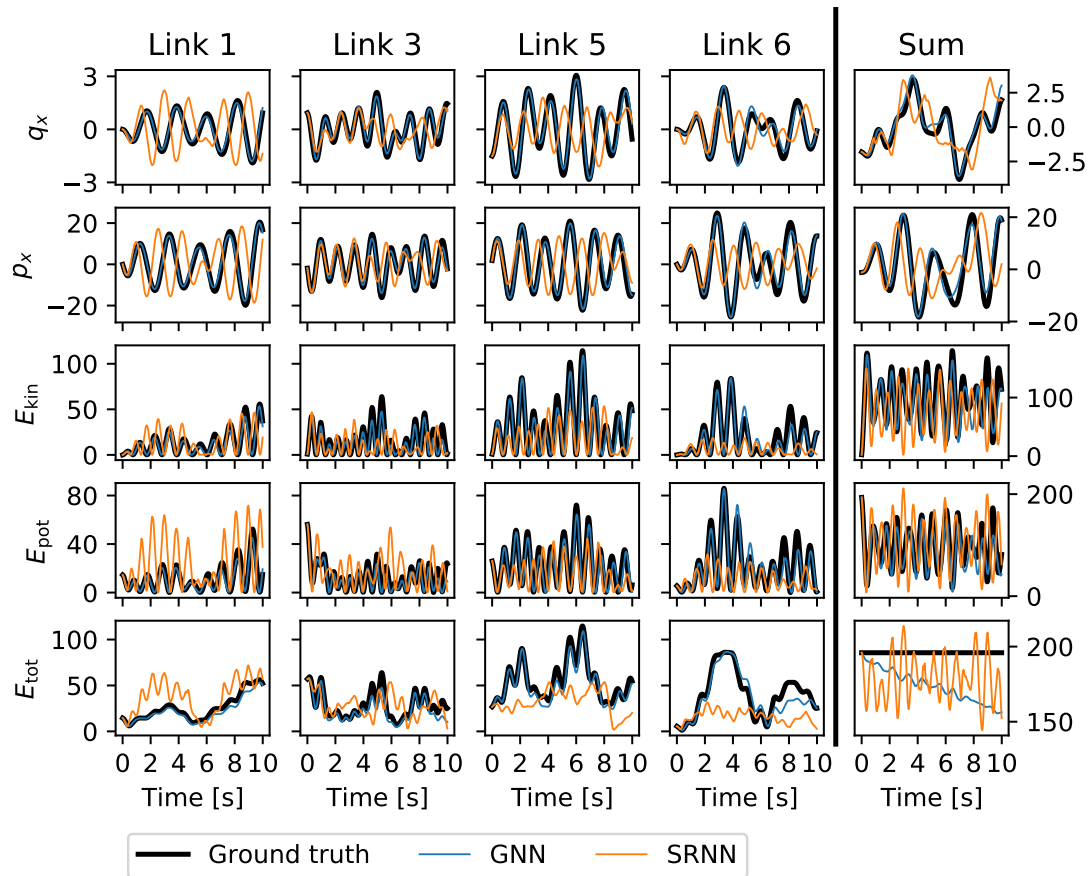 Link 1 Link 3 Link 5 Link 6 Sum
q_x 3 0 −3 2.5 0.0 −2.5
p_x 20 0 −20 20 0 −20
E_kin 100 50 0 100 0
E_pot 80 40 0 200 0
E_tot 100 50 0 200 150
0 2 4 6 8 10 0 2 4 6 8 10 0 2 4 6 8 10 0 2 4 6 8 10 0 2 4 6 8 10
Time [s] Time [s] Time [s] Time [s] Time [s]
Ground truth GNN SRNN